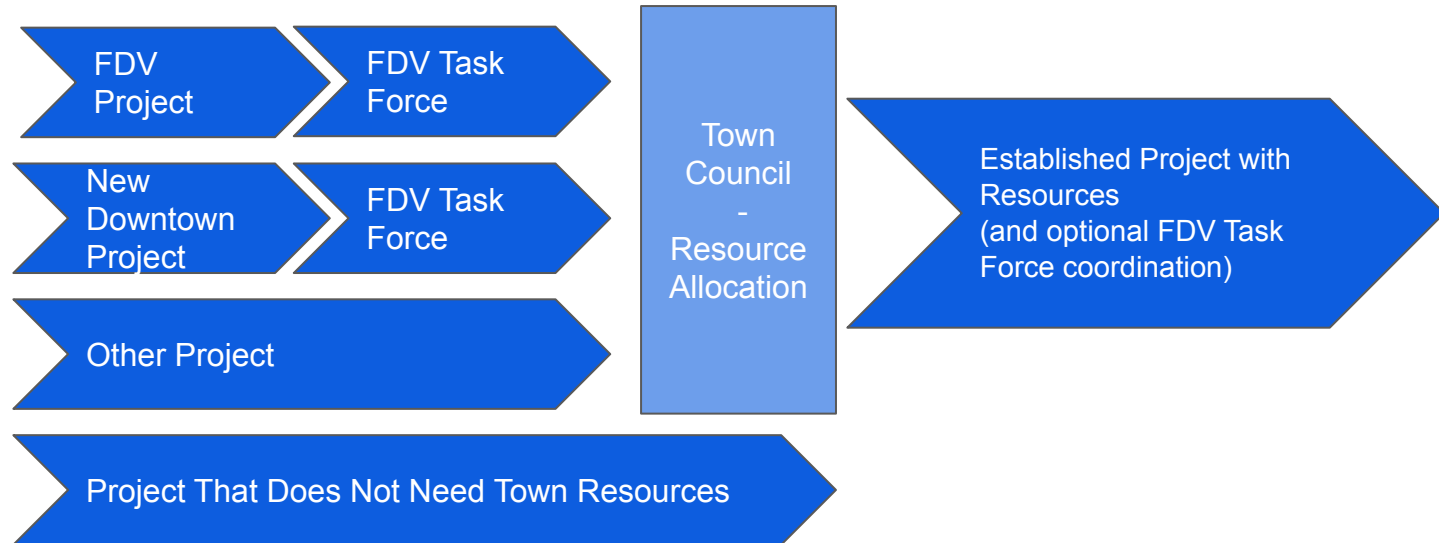 FDV
Project
FDV Task
Force
New
Downtown
Project
FDV Task
Force
Other Project
Project That Does Not Need Town Resources
Town
Council
-
Resource
Allocation
Established Project with
Resources
(and optional FDV Task
Force coordination)